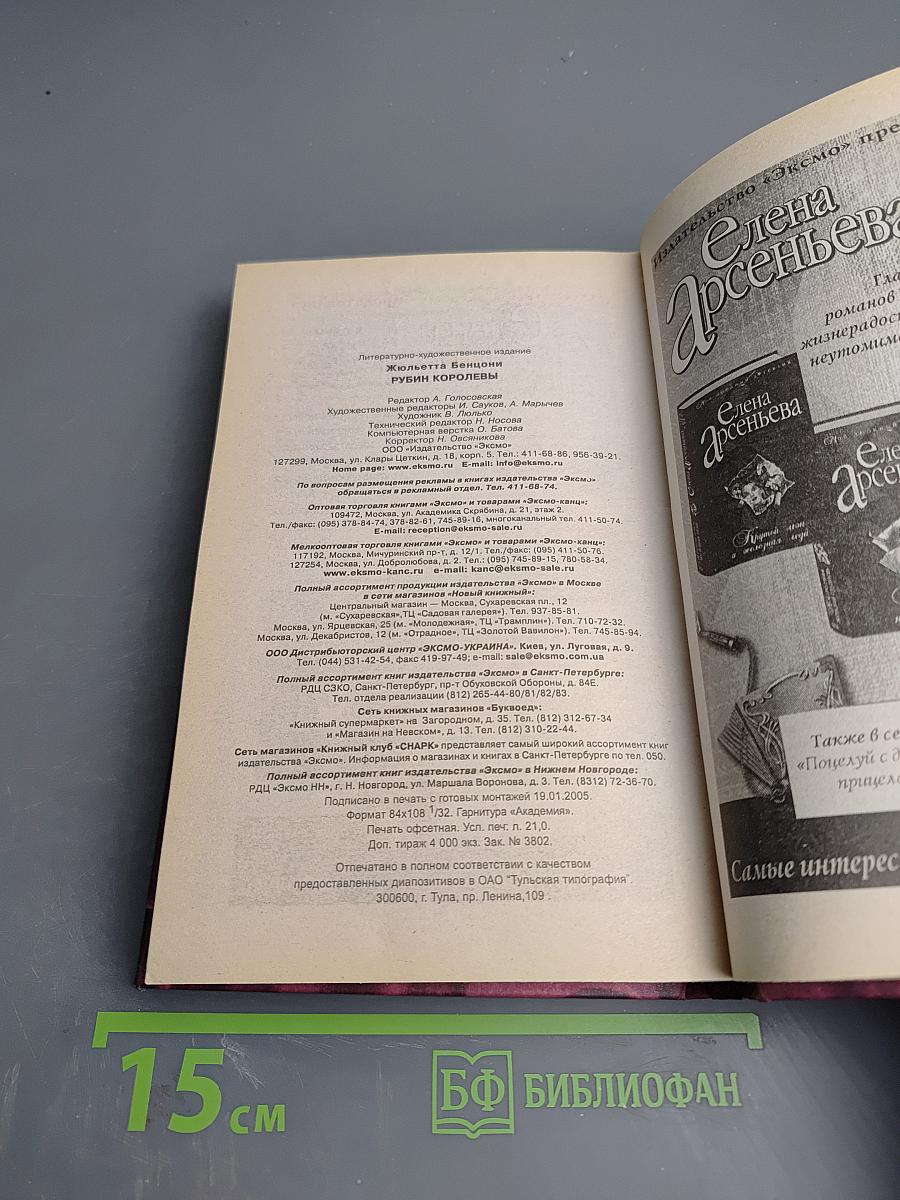 Литературно-художественное издание
Жюльетта Бенцони
РУБИН КОРОЛЕВЫ
Редактор А. Голосовская
Художественные редакторы И. Сауков, А. Марычев
Художник В. Люлько
Технический редактор Н. Носова
Компьютерная верстка О. Батова
Корректор Н. Овсяникова
ООО «Издательство «Эксмо»
127299, Москва, ул. Клары Цеткин, д. 18, корп. 5. Тел.: 411-68-86, 956-39-21.
Home page: www.eksmo.ru E-mail: info@eksmo.ru
По вопросам размещения рекламы в книгах издательства «Эксмо»
обращаться в рекламный отдел. Тел. 411-68-74.
Оптовая торговля книгами «Эксмо» и товарами «Эксмо-канц»:
109472, Москва, ул. Академика Скрябина, д. 21, этаж 2.
Тел./факс: (095) 378-84-74, 378-82-61, 745-89-16, многоканальный тел. 411-50-74.
E-mail: reception@eksmo-sale.ru
Мелкооптовая торговля книгами «Эксмо» и товарами «Эксмо-канц»:
117192, Москва, Мичуринский пр-т, д. 12/1. Тел./факс: (095) 411-50-76.
127254, Москва, ул. Добролюбова, д. 2. Тел.: (095) 745-89-15, 780-58-34.
www.eksmo-kanc.ru e-mail: kanc@eksmo-sale.ru
Полный ассортимент продукции издательства «Эксмо» в Москве
в сети магазинов «Новый книжный»:
Центральный магазин — Москва, Сухаревская пл., 12
(м. «Сухаревская»,ТЦ «Садовая галерея»). Тел. 937-85-81.
Москва, ул. Ярцевская, 25 (м. «Молодежная», ТЦ «Трамплин»). Тел. 710-72-32.
Москва, ул. Декабристов, 12 (м. «Отрадное», ТЦ «Золотой Вавилон»). Тел. 745-85-94.
ООО Дистрибьюторский центр «ЭКСМО-УКРАИНА». Киев, ул. Луговая, д. 9.
Тел. (044) 531-42-54, факс 419-97-49; e-mail: sale@eksmo.com.ua
Полный ассортимент книг издательства «Эксмо» в Санкт-Петербурге:
РДЦ СЗКО, Санкт-Петербург, пр-т Обуховской Обороны, д. 84Е.
Тел. отдела реализации (812) 265-44-80/81/82/83.
Сеть книжных магазинов «Буквоед»:
«Книжный супермаркет» на Загородном, д. 35. Тел. (812) 312-67-34
и «Магазин на Невском», д. 13. Тел. (812) 310-22-44.
Сеть магазинов «Книжный клуб «СНАРК» представляет самый широкий ассортимент книг
издательства «Эксмо». Информация о магазинах и книгах в Санкт-Петербурге по тел. 050.
Полный ассортимент книг издательства «Эксмо» в Нижнем Новгороде:
РДЦ «Эксмо НН», г. Н. Новгород, ул. Маршала Воронова, д. 3. Тел. (8312) 72-36-70.
Подписано в печать с готовых монтажей 19.01.2005.
Формат 84x108 1/32. Гарнитура «Академия».
Печать офсетная. Усл. печ. л. 21,0.
Доп. тираж 4 000 экз. Зак. № 3802.
Отпечатано в полном соответствии с качеством
предоставленных диапозитивов в ОАО "Тульская типография".
300600, г. Тула, пр. Ленина,109 .
Издательство «Эксмо» пре
Елена
Арсеньева
Гла
романов
жизнерадост
неутомимо
Елена
Арсеньева
Крутой мэн
и железная леди
Еле
Арсен
Также в се
«Поцелуй с д
прицело
Самые интерес
15 см
БФ БИБЛИОФАН